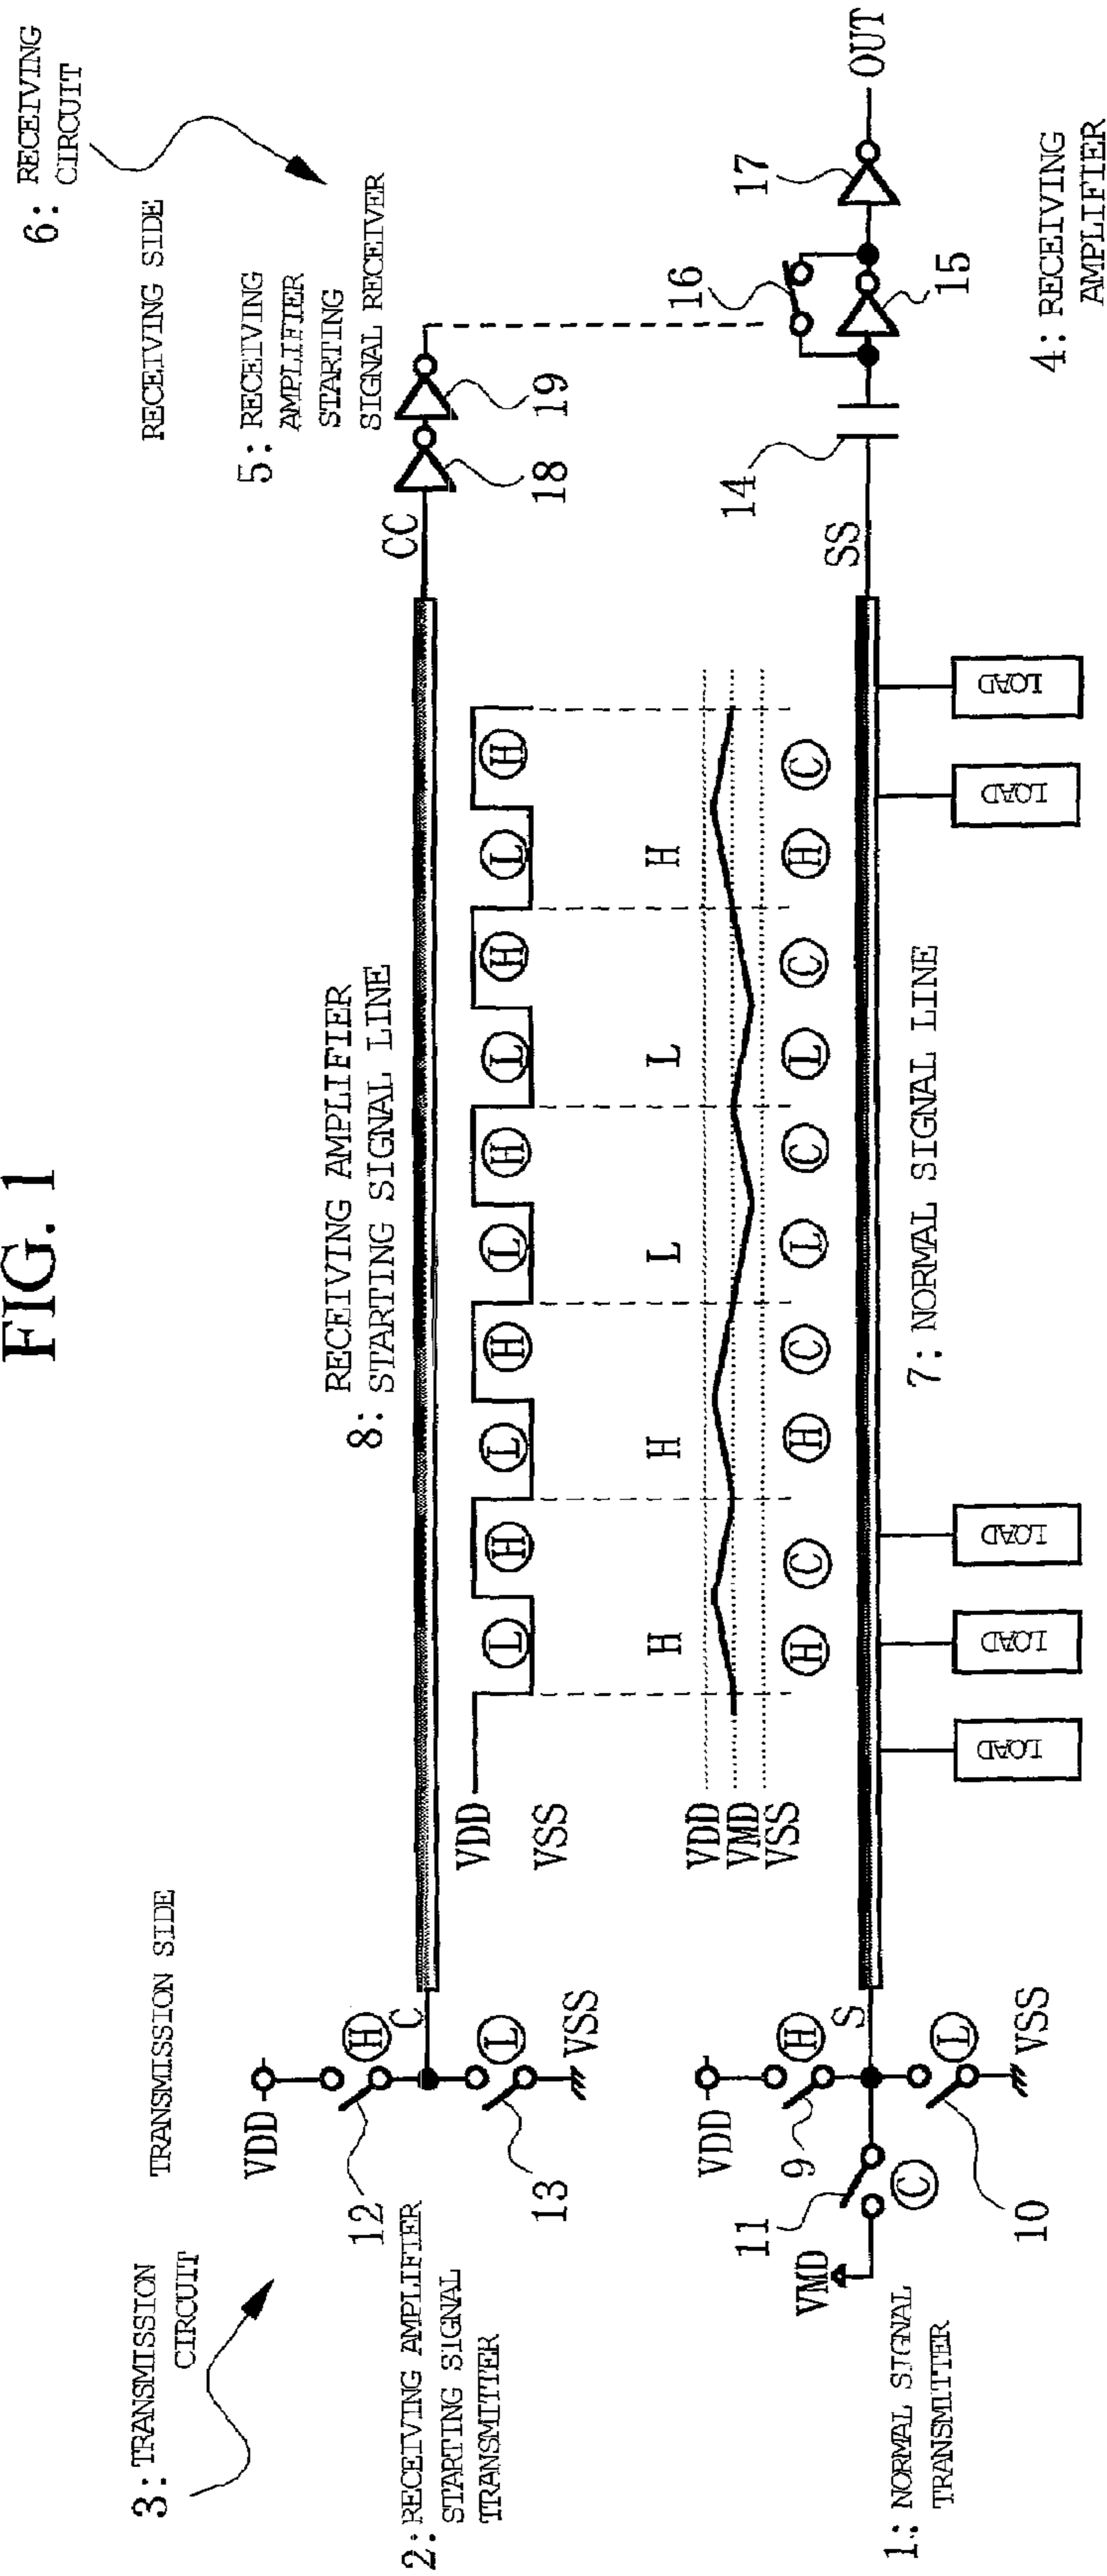 FIG. 1
3: TRANSMISSION
CIRCUIT
TRANSMISSION SIDE
RECEIVING SIDE
6: RECEIVING
CIRCUIT
2: RECEIVING AMPLIFIER
STARTING SIGNAL
TRANSMITTER
VDD
12
H
C
13
L
VSS
8: RECEIVING AMPLIFIER
STARTING SIGNAL LINE
5: RECEIVING
AMPLIFIER
STARTING
SIGNAL RECEIVER
CC
18
19
VDD
VSS
L H L H L H L H L H
H H L L H
VDD
VMD
VSS
H C H C L C L C H C
1: NORMAL SIGNAL
TRANSMITTER
VMD
11
C
VDD
9
H
S
10
L
VSS
7: NORMAL SIGNAL LINE
LOAD
LOAD
LOAD
LOAD
LOAD
SS
14
16
15
17
OUT
4: RECEIVING
AMPLIFIER